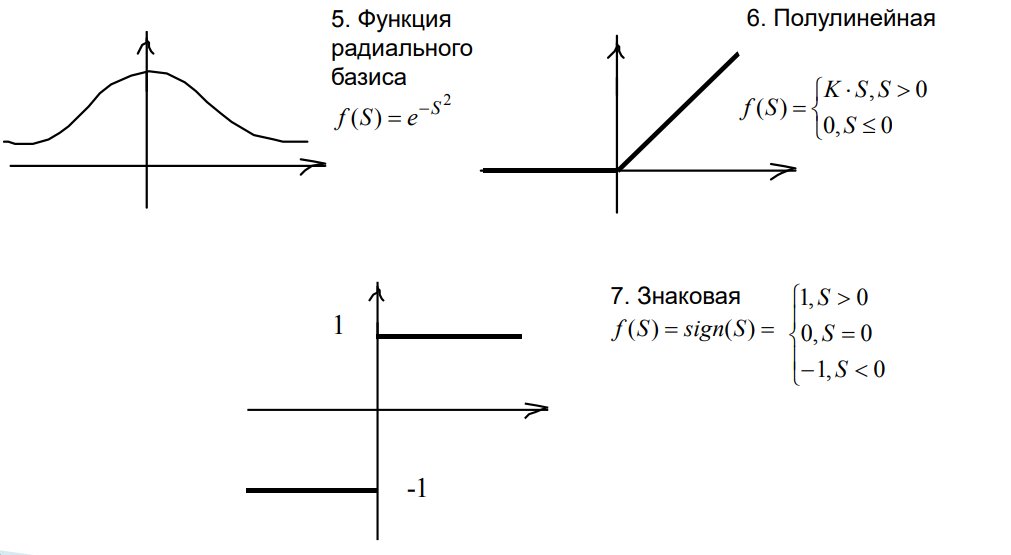 5. Функция
радиального
базиса
f(S) = e^{-S^2}
6. Полулинейная
f(S) = {K · S, S > 0
0, S ≤ 0
7. Знаковая
f(S) = sign(S) = {1, S > 0
0, S = 0
-1, S < 0
1
-1